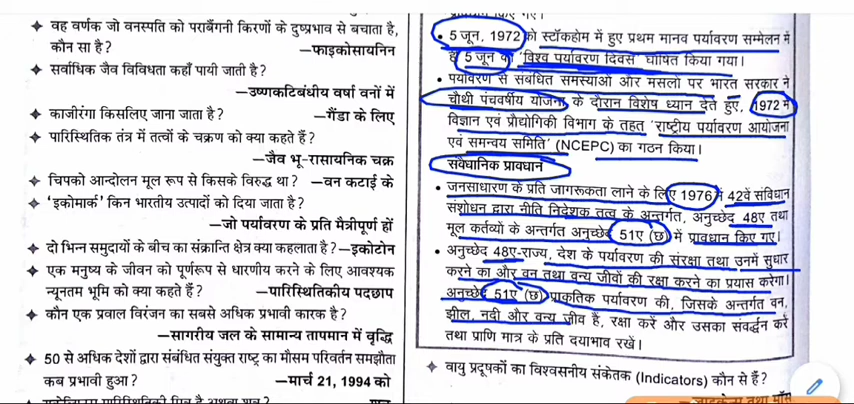 वह वर्णक जो वनस्पति को पराबैंगनी किरणों के दुष्प्रभाव से बचाता है,
कौन सा है? —फाइकोसायनिन
सर्वाधिक जैव विविधता कहाँ पायी जाती है?
—उष्णकटिबंधीय वर्षा वनों में
काजीरंगा किसलिए जाना जाता है? —गैंडा के लिए
पारिस्थितिक तंत्र में तत्वों के चक्रण को क्या कहते हैं?
—जैव भू-रासायनिक चक्र
चिपको आन्दोलन मूल रूप से किसके विरुद्ध था? —वन कटाई के
'इकोमार्क' किन भारतीय उत्पादों को दिया जाता है?
—जो पर्यावरण के प्रति मैत्रीपूर्ण हों
दो भिन्न समुदायों के बीच का संक्रान्ति क्षेत्र क्या कहलाता है?—इकोटोन
एक मनुष्य के जीवन को पूर्णरूप से धारणीय करने के लिए आवश्यक
न्यूनतम भूमि को क्या कहते हैं? —पारिस्थितिकीय पदछाप
कौन एक प्रवाल विरंजन का सबसे अधिक प्रभावी कारक है?
—सागरीय जल के सामान्य तापमान में वृद्धि
50 से अधिक देशों द्वारा संबंधित संयुक्त राष्ट्र का मौसम परिवर्तन समझौता
कब प्रभावी हुआ? —मार्च 21, 1994 को
• 5 जून, 1972 को स्टॉकहोम में हुए प्रथम मानव पर्यावरण सम्मेलन में
ही 5 जून को 'विश्व पर्यावरण दिवस' घोषित किया गया।
• पर्यावरण से संबंधित समस्याओं और मसलों पर भारत सरकार ने
चौथी पंचवर्षीय योजना के दौरान विशेष ध्यान देते हुए, 1972 में
विज्ञान एवं प्रौद्योगिकी विभाग के तहत 'राष्ट्रीय पर्यावरण आयोजना
एवं समन्वय समिति' (NCEPC) का गठन किया।
संवैधानिक प्रावधान
• जनसाधारण के प्रति जागरूकता लाने के लिए 1976 में 42वें संविधान
संशोधन द्वारा नीति निदेशक तत्व के अन्तर्गत, अनुच्छेद 48ए तथा
मूल कर्तव्यों के अन्तर्गत अनुच्छेद 51ए (छ) में प्रावधान किए गए।
• अनुच्छेद 48ए-राज्य, देश के पर्यावरण की संरक्षा तथा उनमें सुधार
करने का और वन तथा वन्य जीवों की रक्षा करने का प्रयास करेगा।
अनुच्छेद 51ए (छ) प्राकृतिक पर्यावरण की, जिसके अन्तर्गत वन,
झील, नदी और वन्य जीव हैं, रक्षा करें और उसका संवर्द्धन करें
तथा प्राणि मात्र के प्रति दयाभाव रखें।
वायु प्रदूषकों का विश्वसनीय संकेतक (Indicators) कौन से हैं?